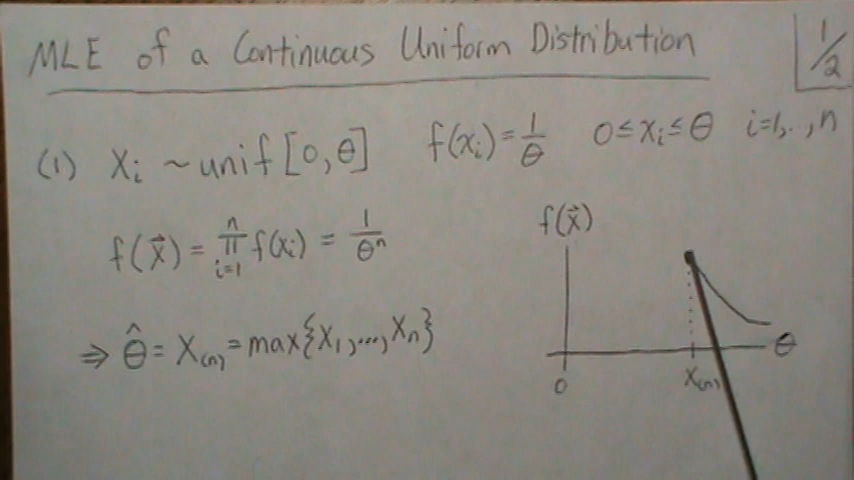 MLE of a Continuous Uniform Distribution
1/2
(1) Xᵢ ~ unif [0, θ] f(xᵢ) = 1/θ 0 ≤ xᵢ ≤ θ i=1,..,n
f(x⃗) = ∏ᵢ₌₁ⁿ f(xᵢ) = 1/θⁿ
⇒ θ̂ = X₍ₙ₎ = max{X₁,...,Xₙ}
f(x⃗)
θ
0
X₍ₙ₎